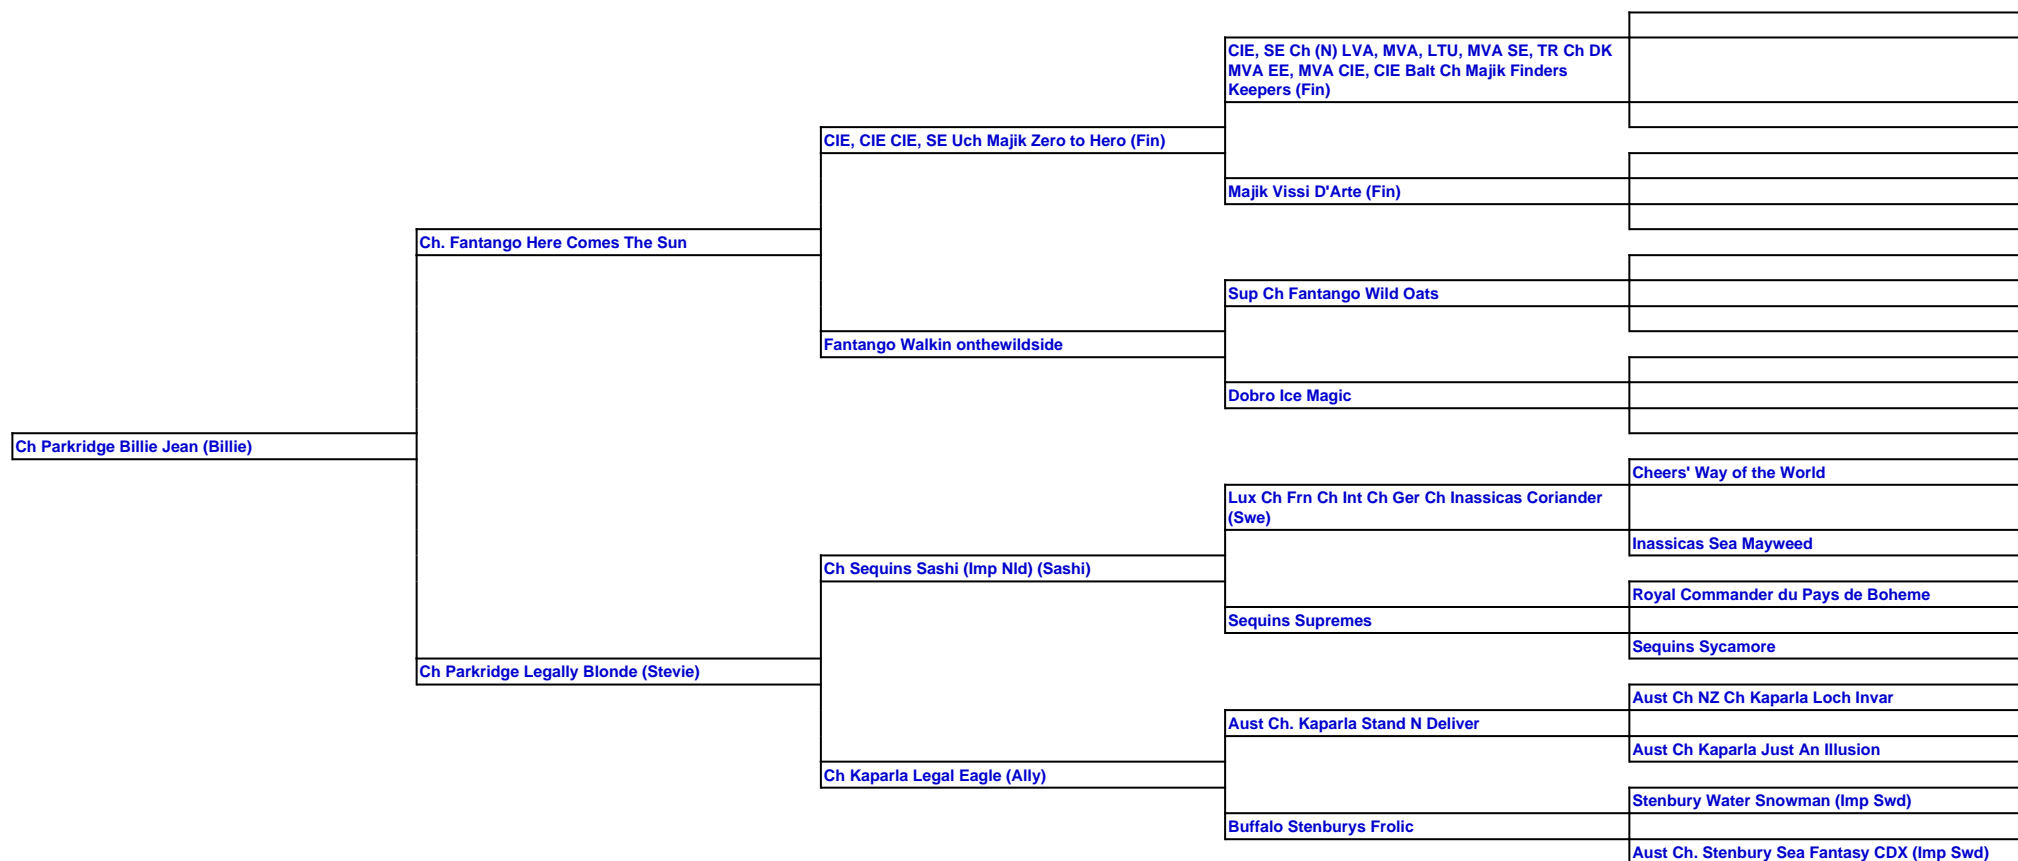 CIE, SE Ch (N) LVA, MVA, LTU, MVA SE, TR Ch DK
MVA EE, MVA CIE, CIE Balt Ch Majik Finders
Keepers (Fin)
CIE, CIE CIE, SE Uch Majik Zero to Hero (Fin)
Majik Vissi D'Arte (Fin)
Ch. Fantango Here Comes The Sun
Sup Ch Fantango Wild Oats
Fantango Walkin onthewildside
Dobro Ice Magic
Ch Parkridge Billie Jean (Billie)
Cheers' Way of the World
Lux Ch Frn Ch Int Ch Ger Ch Inassicas Coriander
(Swe)
Inassicas Sea Mayweed
Ch Sequins Sashi (Imp Nld) (Sashi)
Royal Commander du Pays de Boheme
Sequins Supremes
Sequins Sycamore
Ch Parkridge Legally Blonde (Stevie)
Aust Ch NZ Ch Kaparla Loch Invar
Aust Ch. Kaparla Stand N Deliver
Aust Ch Kaparla Just An Illusion
Ch Kaparla Legal Eagle (Ally)
Stenbury Water Snowman (Imp Swd)
Buffalo Stenburys Frolic
Aust Ch. Stenbury Sea Fantasy CDX (Imp Swd)